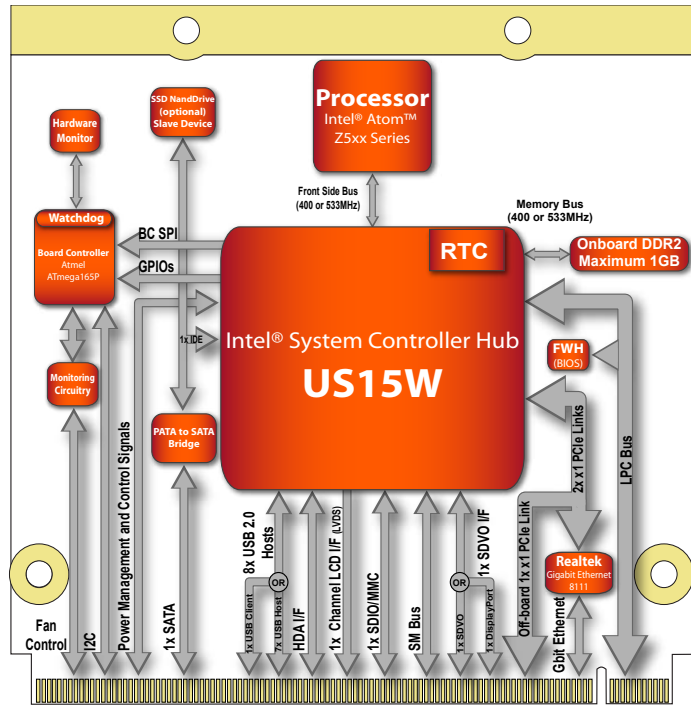 SSD NandDrive
(optional)
Slave Device
Processor
Intel® Atom™
Z5xx Series
Hardware
Monitor
Front Side Bus
(400 or 533MHz)
Memory Bus
(400 or 533MHz)
Watchdog
Board Controller
Atmel
ATmega165P
BC SPI
GPIOs
RTC
Onboard DDR2
Maximum 1GB
1x IDE
Intel® System Controller Hub
US15W
FWH
(BIOS)
Monitoring
Circuitry
PATA to SATA
Bridge
Power Management and Control Signals
2x x1 PCIe Links
LPC Bus
8x USB 2.0
Hosts
1x Channel LCD I/F (LVDS)
1x SDVO I/F
Off-board 1x x1 PCIe Link
Realtek
Gigabit Ethernet
8111
OR
OR
Fan
Control
I2C
1x SATA
1x USB Client
7x USB Host
HDA I/F
1x SDIO/MMC
SM Bus
1x SDVO
1x DisplayPort
Gbit Ethernet